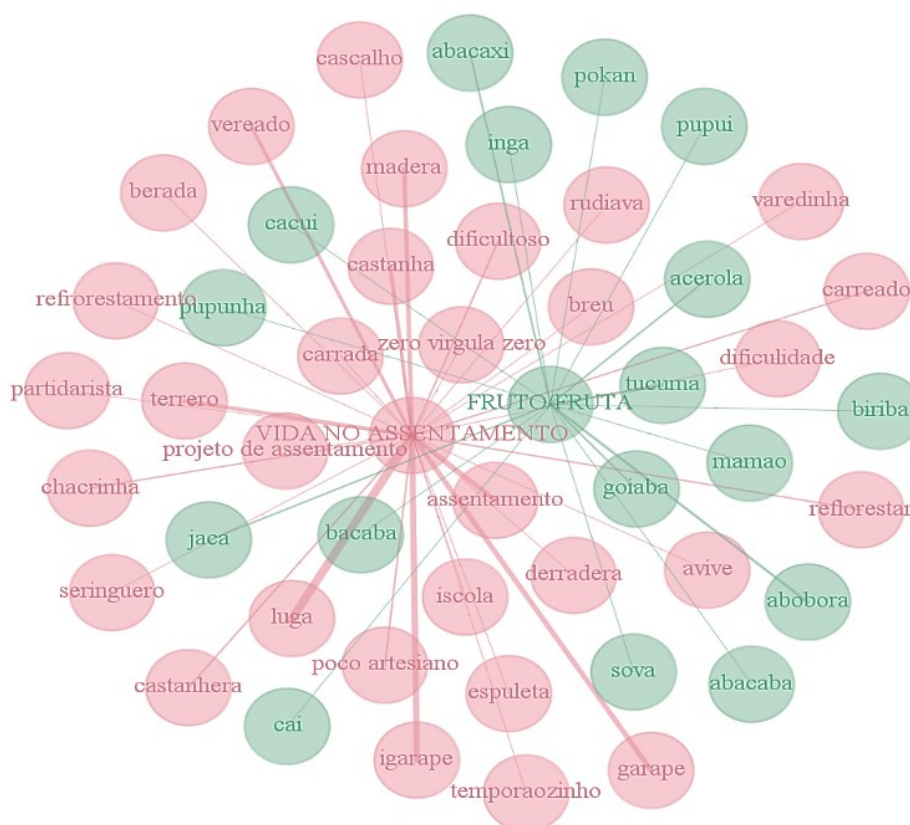 abacaxi
cascalho
pokan
vereado
pupui
inga
madera
berada
varedinha
rudiava
cacui
dificultoso
castanha
acerola
carreado
refrorestamento
pupunha
breu
zero virgula zero
carrada
dificulidade
tucuma
partidarista
terrero
FRUTO/FRUTA
biriba
VIDA NO ASSENTAMENTO
projeto de assentamento
mamao
chacrinha
goiaba
assentamento
reflorestar
jaca
bacaba
avive
derradera
seringuero
iscola
abobora
luga
poco artesiano
sova
castanhera
abacaba
espuleta
cai
igarape
garape
temporaozinho